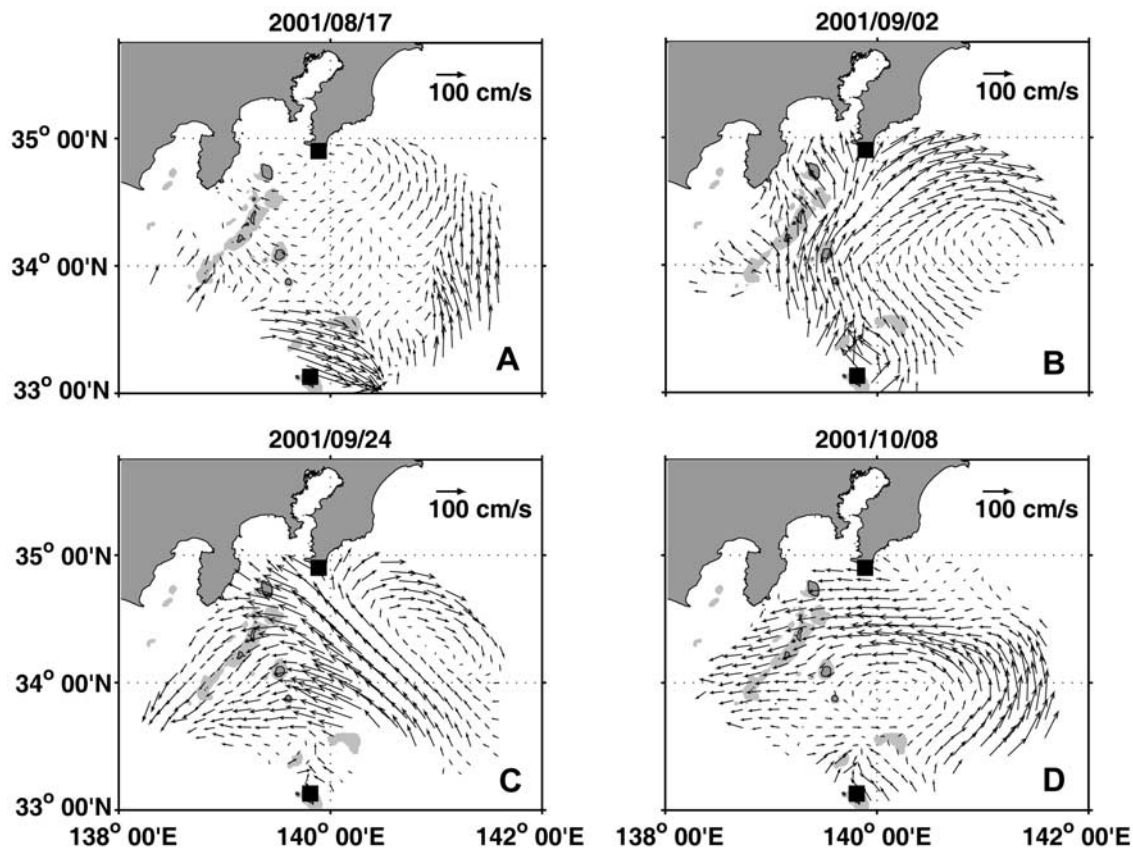 2001/08/17
2001/09/02
100 cm/s
100 cm/s
35° 00'N
34° 00'N
33° 00'N
A
B
2001/09/24
2001/10/08
100 cm/s
100 cm/s
35° 00'N
34° 00'N
33° 00'N
C
D
138° 00'E
140° 00'E
142° 00'E
138° 00'E
140° 00'E
142° 00'E